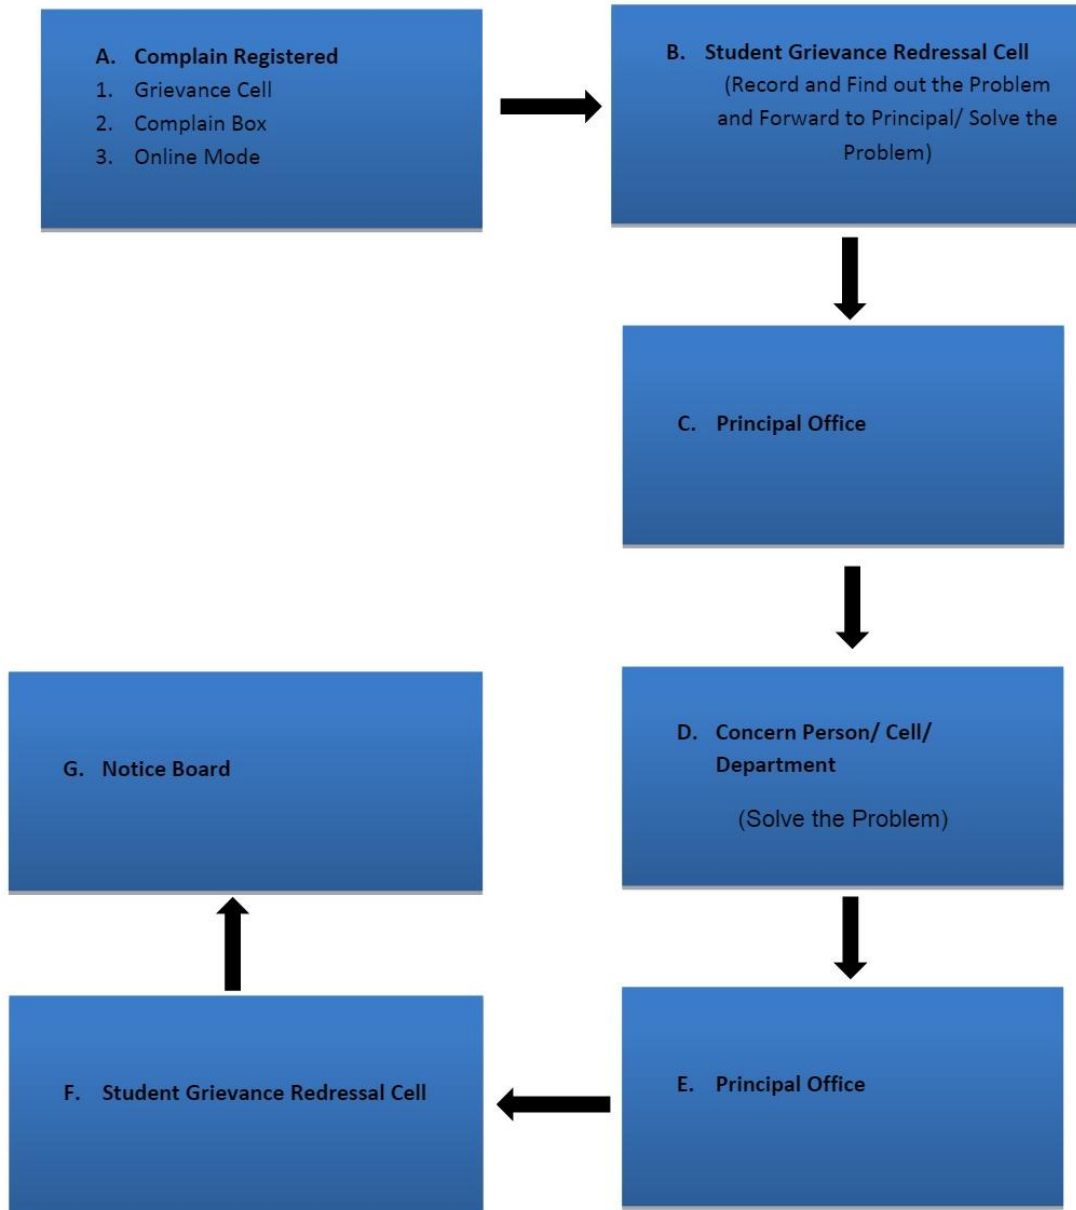 A. Complain Registered
1. Grievance Cell
2. Complain Box
3. Online Mode
B. Student Grievance Redressal Cell
(Record and Find out the Problem
and Forward to Principal/ Solve the
Problem)
C. Principal Office
D. Concern Person/ Cell/
Department
(Solve the Problem)
E. Principal Office
F. Student Grievance Redressal Cell
G. Notice Board